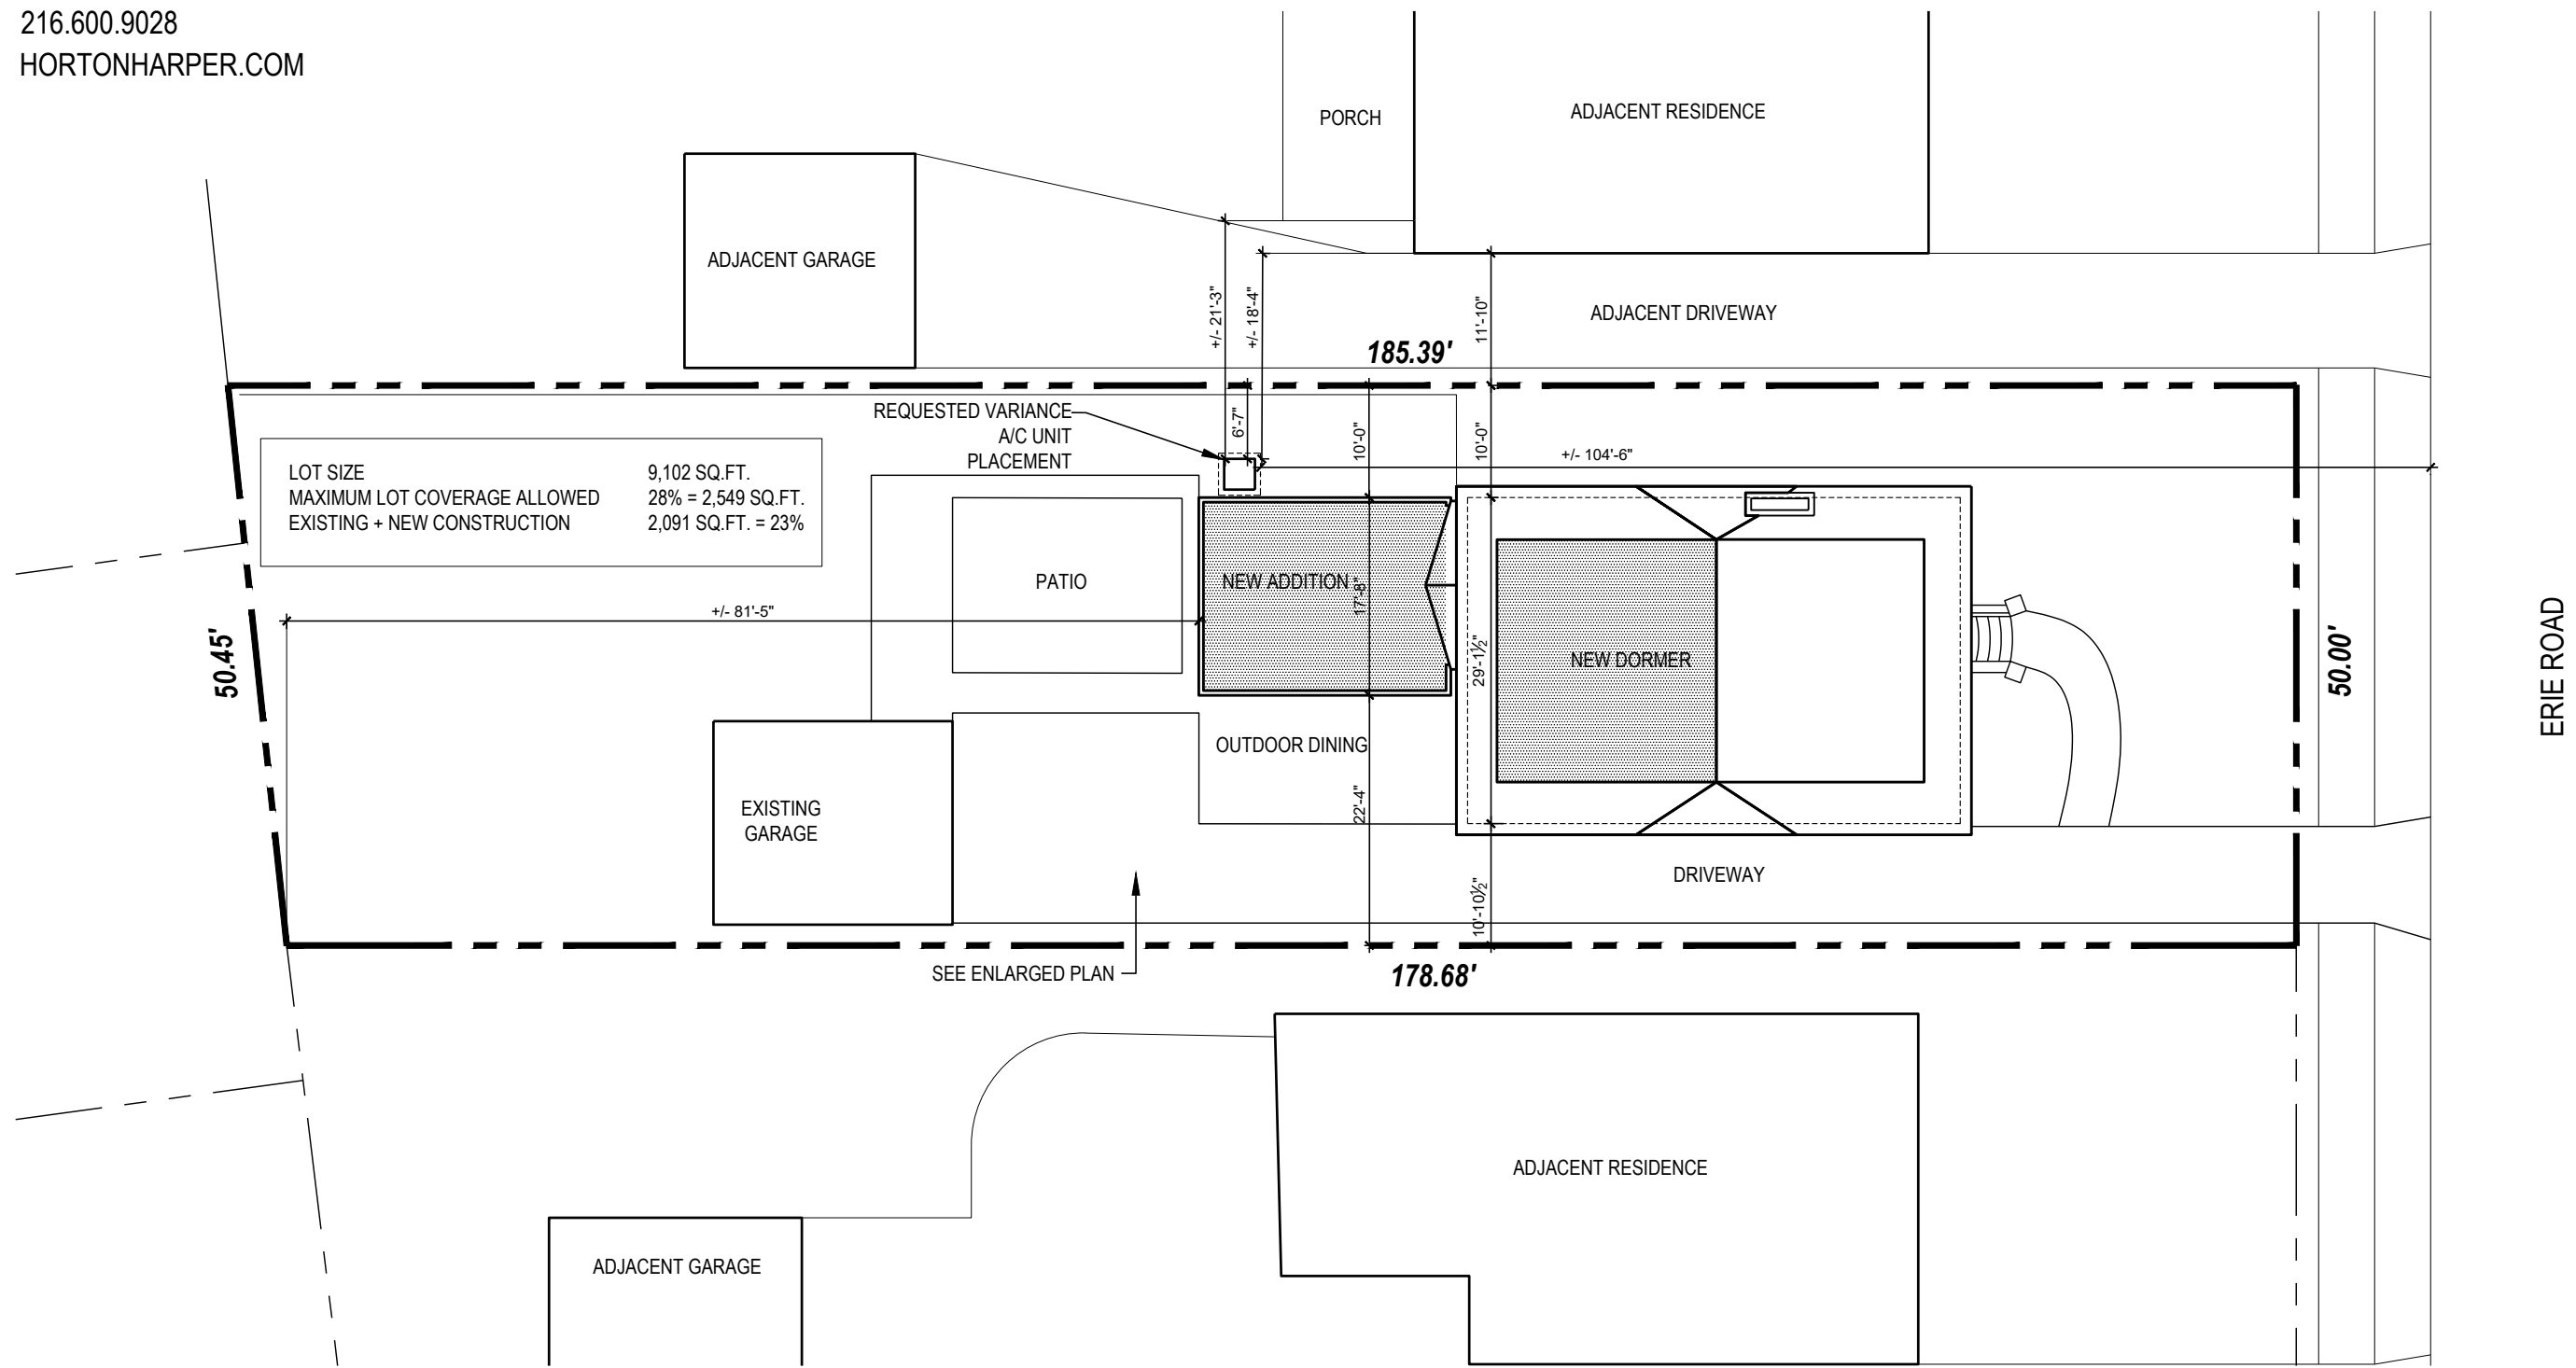 216.600.9028
HORTONHARPER.COM
PORCH
ADJACENT RESIDENCE
ADJACENT GARAGE
+/- 21'-3"
+/- 18'-4"
11'-10"
ADJACENT DRIVEWAY
185.39'
REQUESTED VARIANCE
A/C UNIT
PLACEMENT
6'-7"
10'-0"
10'-0"
+/- 104'-6"
LOT SIZE 9,102 SQ.FT.
MAXIMUM LOT COVERAGE ALLOWED 28% = 2,549 SQ.FT.
EXISTING + NEW CONSTRUCTION 2,091 SQ.FT. = 23%
PATIO
NEW ADDITION
17'-8"
+/- 81'-5"
50.45'
29'-1½"
NEW DORMER
50.00'
ERIE ROAD
OUTDOOR DINING
22'-4"
EXISTING
GARAGE
10'-10½"
DRIVEWAY
SEE ENLARGED PLAN
178.68'
ADJACENT RESIDENCE
ADJACENT GARAGE